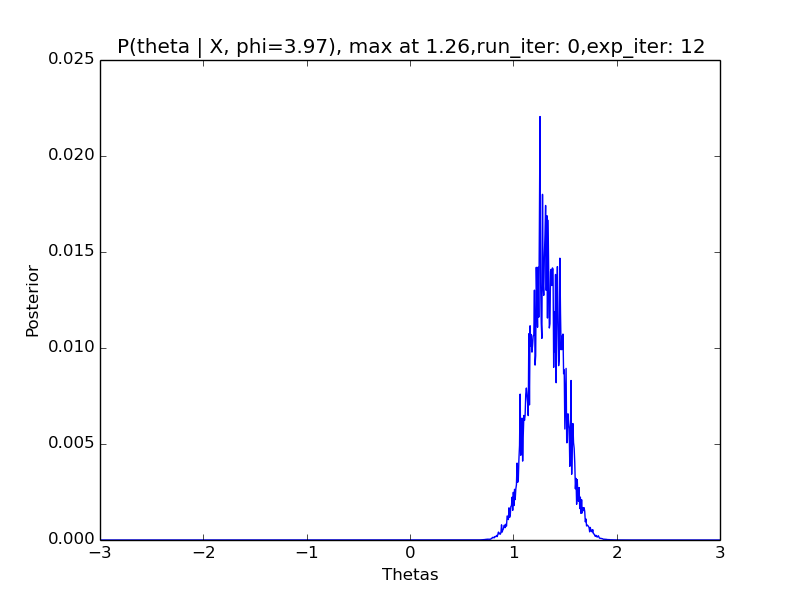 P(theta | X, phi=3.97), max at 1.26,run_iter: 0,exp_iter: 12
0.025
0.020
0.015
0.010
0.005
0.000
Posterior
−3 −2 −1 0 1 2 3
Thetas